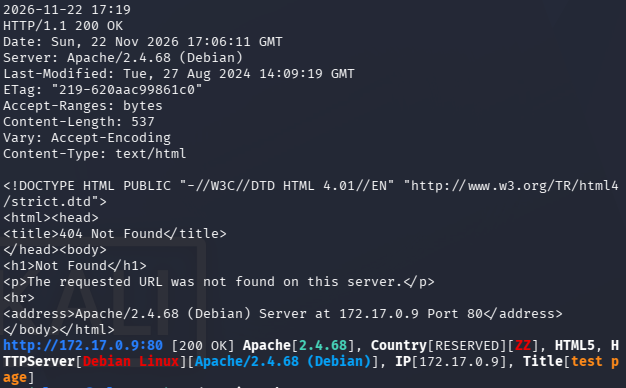 2026-11-22 17:19
HTTP/1.1 200 OK
Date: Sun, 22 Nov 2026 17:06:11 GMT
Server: Apache/2.4.68 (Debian)
Last-Modified: Tue, 27 Aug 2024 14:09:19 GMT
ETag: "219-620aac99861c0"
Accept-Ranges: bytes
Content-Length: 537
Vary: Accept-Encoding
Content-Type: text/html
<!DOCTYPE HTML PUBLIC "-//W3C//DTD HTML 4.01//EN" "http://www.w3.org/TR/html4
/strict.dtd">
<html><head>
<title>404 Not Found</title>
</head><body>
<h1>Not Found</h1>
<p>The requested URL was not found on this server.</p>
<hr>
<address>Apache/2.4.68 (Debian) Server at 172.17.0.9 Port 80</address>
</body></html>
http://172.17.0.9:80 [200 OK] Apache[2.4.68], Country[RESERVED][ZZ], HTML5, H
TTPServer[Debian Linux][Apache/2.4.68 (Debian)], IP[172.17.0.9], Title[test p
age]